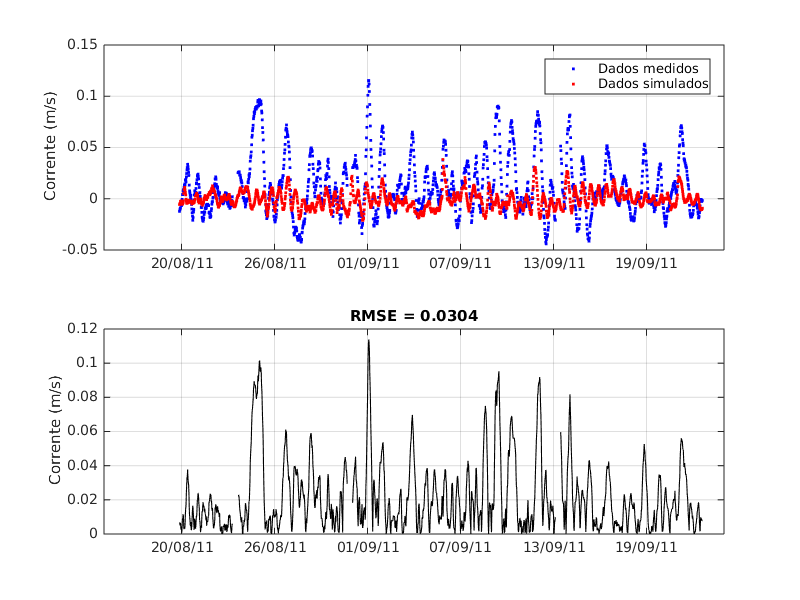 0.15
0.1
0.05
0
-0.05
Corrente (m/s)
Dados medidos
Dados simulados
20/08/11 26/08/11 01/09/11 07/09/11 13/09/11 19/09/11
RMSE = 0.0304
0.12
0.1
0.08
0.06
0.04
0.02
0
Corrente (m/s)
20/08/11 26/08/11 01/09/11 07/09/11 13/09/11 19/09/11